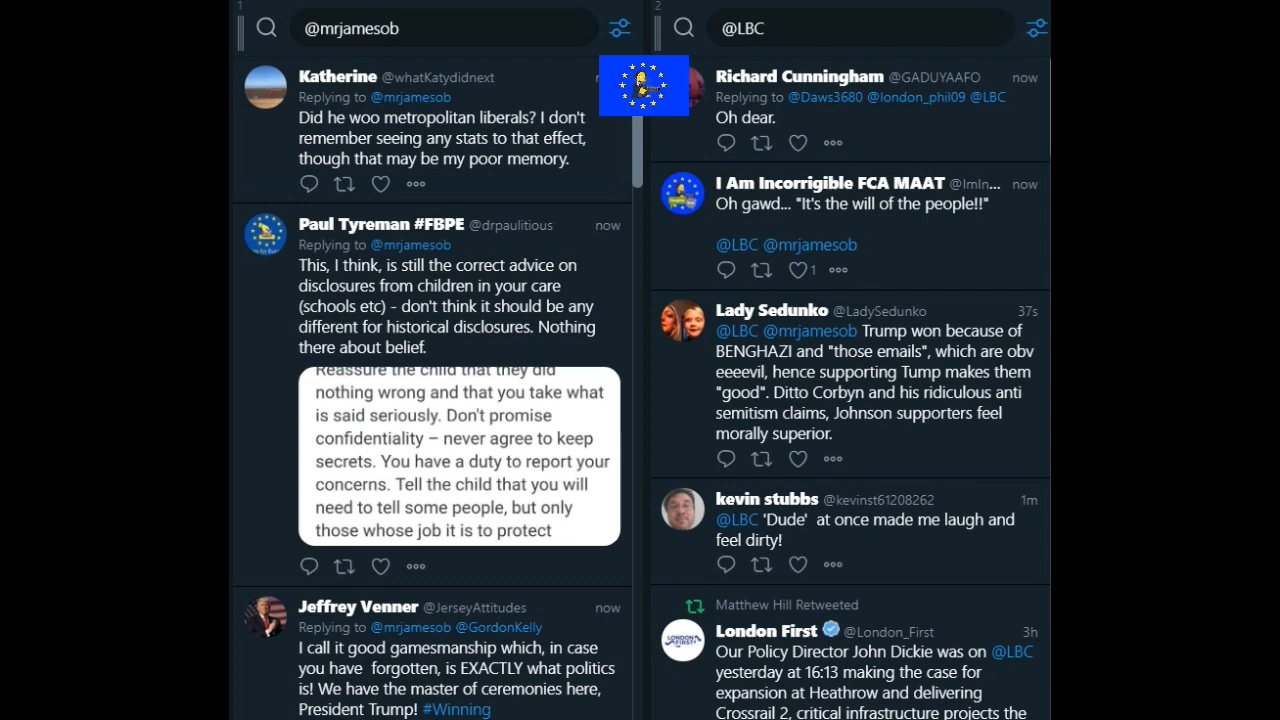 1
@mrjamesob
Katherine @whatKatydidnext
Replying to @mrjamesob
Did he woo metropolitan liberals? I don't
remember seeing any stats to that effect,
though that may be my poor memory.
Paul Tyreman #FBPE @drpaulitious now
Replying to @mrjamesob
This, I think, is still the correct advice on
disclosures from children in your care
(schools etc) - don't think it should be any
different for historical disclosures. Nothing
there about belief.
Reassure the child that they did
nothing wrong and that you take what
is said seriously. Don't promise
confidentiality – never agree to keep
secrets. You have a duty to report your
concerns. Tell the child that you will
need to tell some people, but only
those whose job it is to protect
Jeffrey Venner @JerseyAttitudes now
Replying to @mrjamesob @GordonKelly
I call it good gamesmanship which, in case
you have forgotten, is EXACTLY what politics
is! We have the master of ceremonies here,
President Trump! #Winning
2
@LBC
Richard Cunningham @GADUYAAFO now
Replying to @Daws3680 @london_phil09 @LBC
Oh dear.
I Am Incorrigible FCA MAAT @ImIn... now
Oh gawd... "It's the will of the people!!"
@LBC @mrjamesob
1
Lady Sedunko @LadySedunko 37s
@LBC @mrjamesob Trump won because of
BENGHAZI and "those emails", which are obv
eeeevil, hence supporting Tump makes them
"good". Ditto Corbyn and his ridiculous anti
semitism claims, Johnson supporters feel
morally superior.
kevin stubbs @kevinst61208262 1m
@LBC 'Dude' at once made me laugh and
feel dirty!
Matthew Hill Retweeted
London First @London_First 3h
Our Policy Director John Dickie was on @LBC
yesterday at 16:13 making the case for
expansion at Heathrow and delivering
Crossrail 2, critical infrastructure projects the
LONDON
FIRST